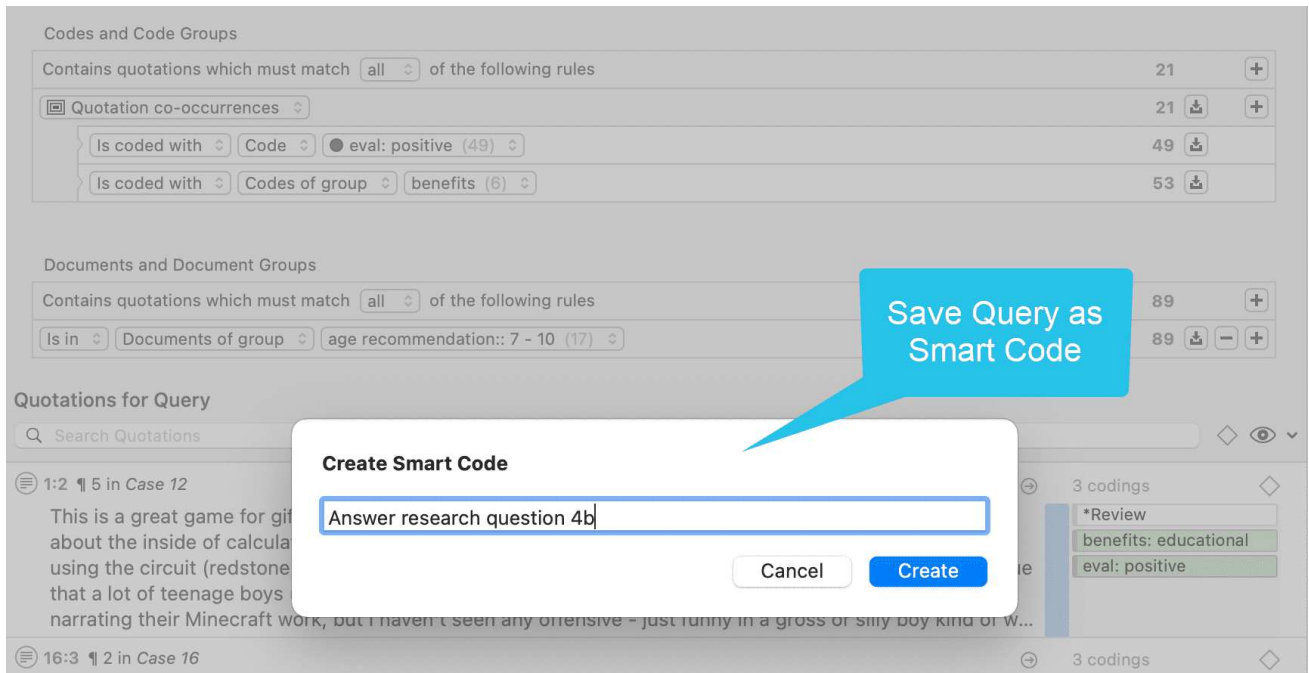 Codes and Code Groups
Contains quotations which must match all of the following rules 21
Quotation co-occurrences 21
Is coded with Code eval: positive (49) 49
Is coded with Codes of group benefits (6) 53
Documents and Document Groups
Contains quotations which must match all of the following rules 89
Is in Documents of group age recommendation:: 7 - 10 (17) 89
Save Query as
Smart Code
Quotations for Query
Search Quotations
Create Smart Code
Answer research question 4b
Cancel Create
1:2 ¶ 5 in Case 12 3 codings
This is a great game for
about the inside of
using the circuit (redstone
that a lot of teenage boys
narrating their Minecraft work, but I haven't seen any offensive - just funny in a gross or silly boy kind of w...
*Review
benefits: educational
eval: positive
16:3 ¶ 2 in Case 16 3 codings